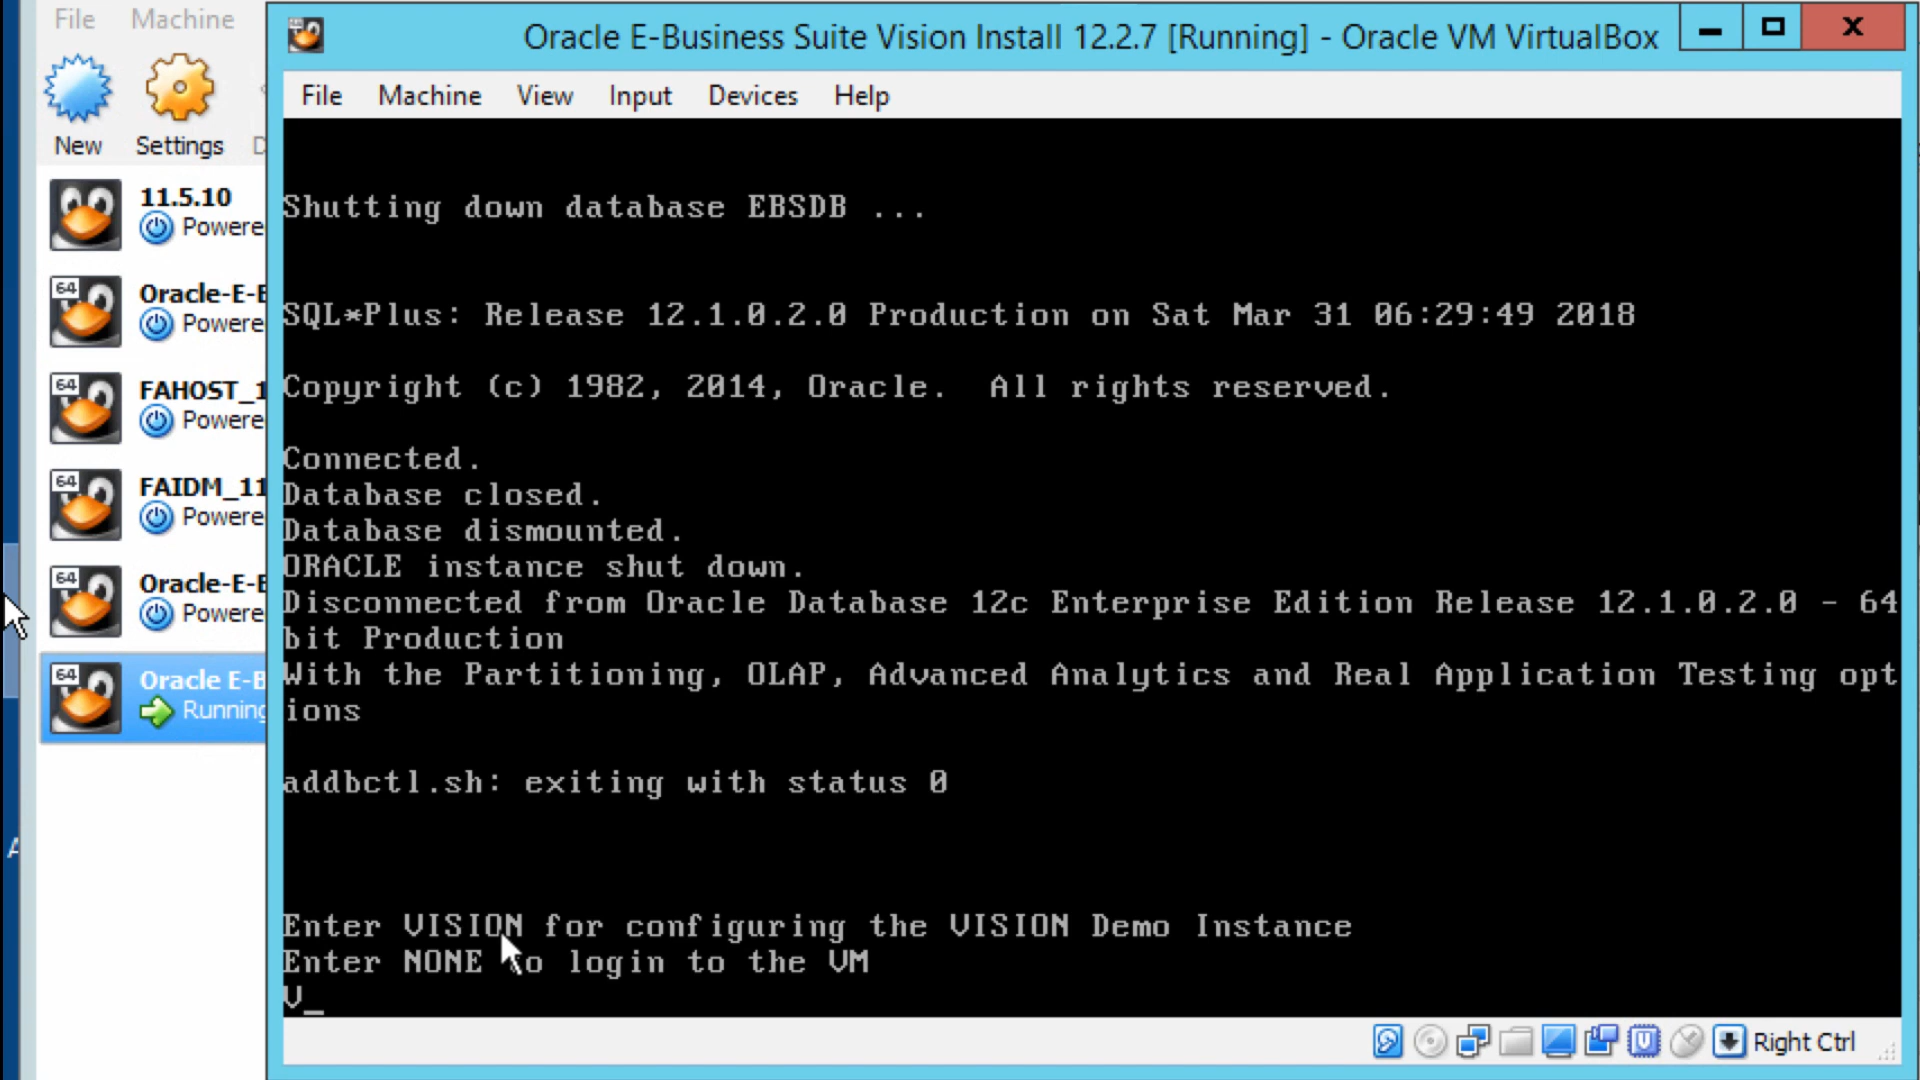 File Machine
New Settings D
11.5.10
Powere
Oracle-E-B
Powere
FAHOST_1
Powere
FAIDM_11
Powere
Oracle-E-B
Powere
Oracle E-B
Running
A
Oracle E-Business Suite Vision Install 12.2.7 [Running] - Oracle VM VirtualBox
File Machine View Input Devices Help
Shutting down database EBSDB ...
SQL*Plus: Release 12.1.0.2.0 Production on Sat Mar 31 06:29:49 2018
Copyright (c) 1982, 2014, Oracle.  All rights reserved.
Connected.
Database closed.
Database dismounted.
ORACLE instance shut down.
Disconnected from Oracle Database 12c Enterprise Edition Release 12.1.0.2.0 - 64
bit Production
With the Partitioning, OLAP, Advanced Analytics and Real Application Testing opt
ions
addbctl.sh: exiting with status 0
Enter VISION for configuring the VISION Demo Instance
Enter NONE to login to the VM
V_
Right Ctrl